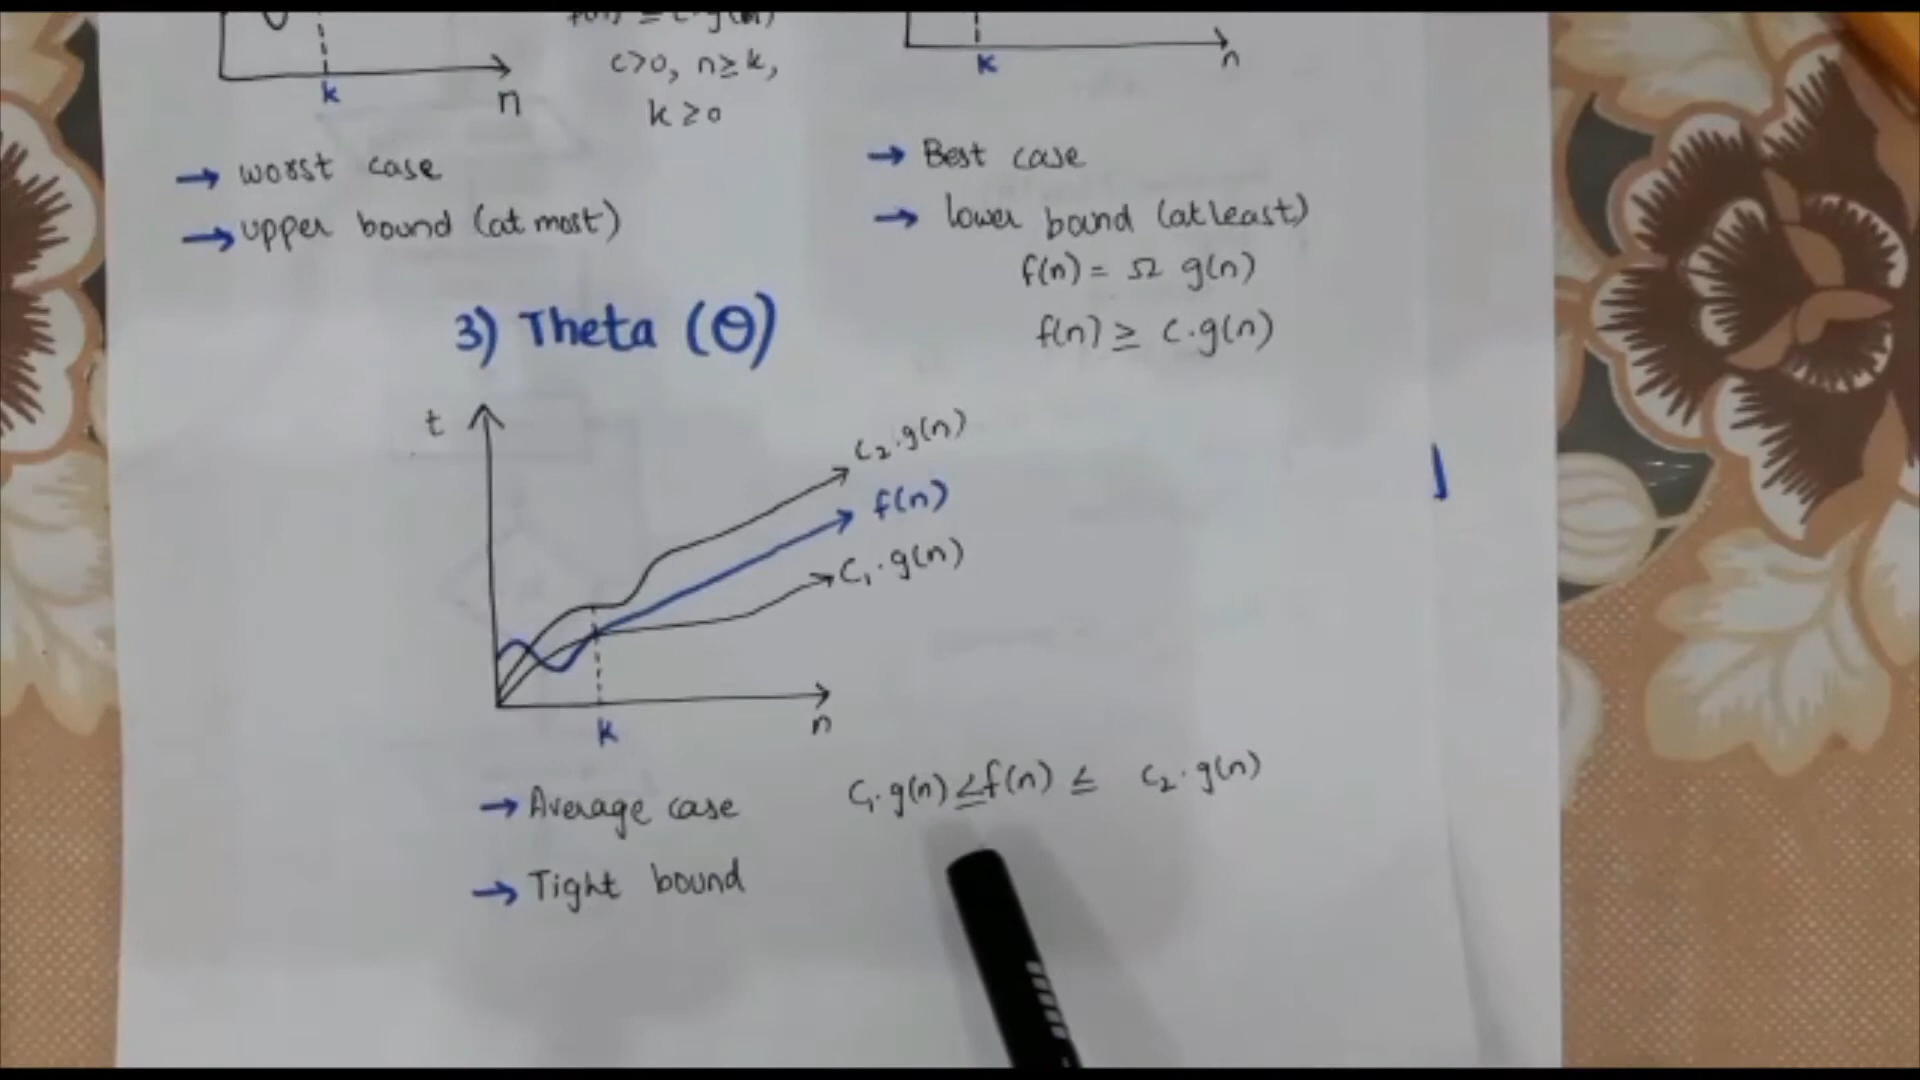 f(n) ≤ c.g(n)
c>0, n≥k,
k≥0
k
n
→ worst case
→ upper bound (at most)
k
n
→ Best case
→ lower bound (atleast)
f(n) = Ω g(n)
f(n) ≥ c.g(n)
3) Theta (Θ)
t
c₂.g(n)
f(n)
C₁.g(n)
k
n
→ Average case
→ Tight bound
C₁.g(n) ≤ f(n) ≤ c₂.g(n)